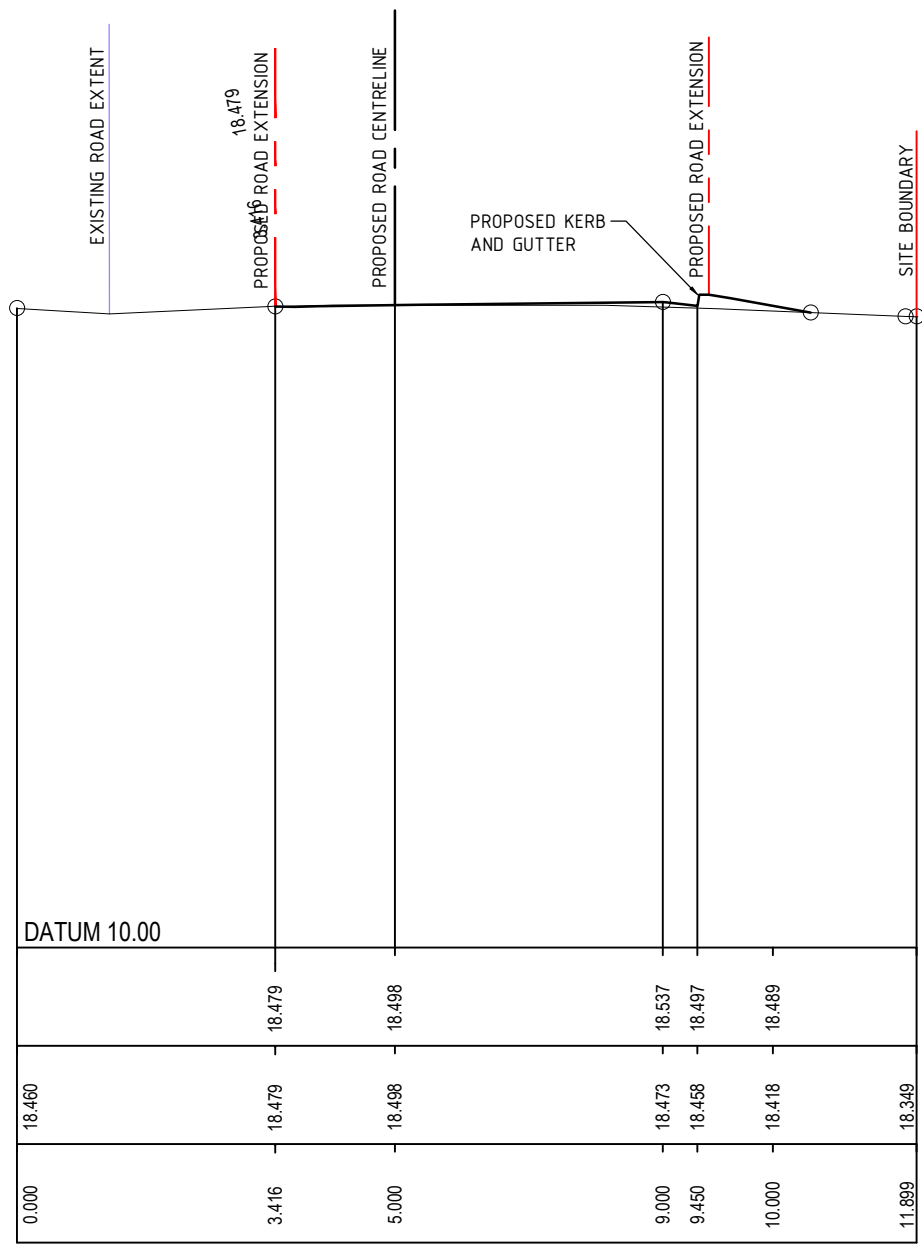 EXISTING ROAD EXTENT
18.479
PROPOSED ROAD EXTENSION
PROPOSED ROAD CENTRELINE
PROPOSED KERB
AND GUTTER
PROPOSED ROAD EXTENSION
SITE BOUNDARY
DATUM 10.00
18.479 18.498 18.537 18.497 18.489
18.460 18.479 18.498 18.473 18.458 18.418 18.349
0.000 3.416 5.000 9.000 9.450 10.000 11.899